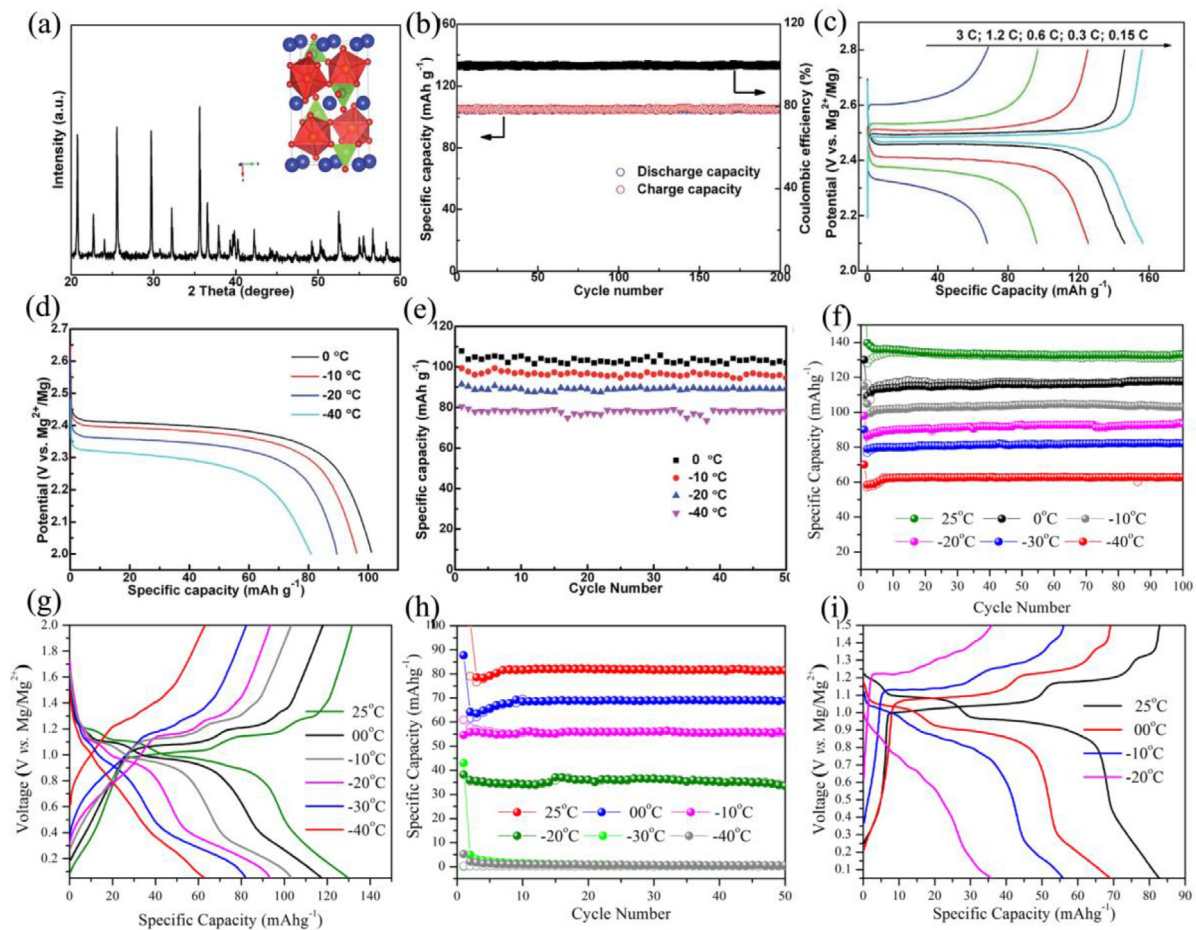 (a)
Intensity (a.u.)
20 30 40 50 60
2 Theta (degree)
(b)
160
135
108
81
54
27
0
Specific capacity (mAh g-1)
Discharge capacity
Charge capacity
0 25 50 75 100 125 150 175 200
Cycle number
120
80
40
0
Coulombic efficiency (%)
(c)
3 C; 1.2 C; 0.6 C; 0.3 C; 0.15 C
2.8
2.6
2.4
2.2
2.0
Potential (V vs. Mg2+/Mg)
0 40 80 120 160
Specific Capacity (mAh g-1)
(d)
2.7
2.6
2.5
2.4
2.3
2.2
2.1
2.0
Potential (V vs. Mg2+/Mg)
0 °C
-10 °C
-20 °C
-40 °C
0 20 40 60 80 100
Specific capacity (mAh g-1)
(e)
120
100
80
60
40
20
0
Specific capacity (mAh g-1)
0 °C
-10 °C
-20 °C
-40 °C
0 10 20 30 40 50
Cycle Number
(f)
140
120
100
80
60
40
20
Specific Capacity (mAhg-1)
25°C 0°C -10°C
-20°C -30°C -40°C
0 10 20 30 40 50 60 70 80 90 100
Cycle Number
(g)
2.0
1.8
1.6
1.4
1.2
1.0
0.8
0.6
0.4
0.2
Voltage (V vs. Mg/Mg2+)
25°C
00°C
-10°C
-20°C
-30°C
-40°C
0 20 40 60 80 100 120 140
Specific Capacity (mAhg-1)
(h)
100
90
80
70
60
50
40
30
20
10
0
Specific Capacity (mAhg-1)
25°C 00°C -10°C
-20°C -30°C -40°C
0 10 20 30 40 50
Cycle Number
(i)
1.5
1.4
1.3
1.2
1.1
1.0
0.9
0.8
0.7
0.6
0.5
0.4
0.3
0.2
0.1
Voltage (V vs. Mg/Mg2+)
25°C
00°C
-10°C
-20°C
0 10 20 30 40 50 60 70 80 90
Specific Capacity (mAhg-1)